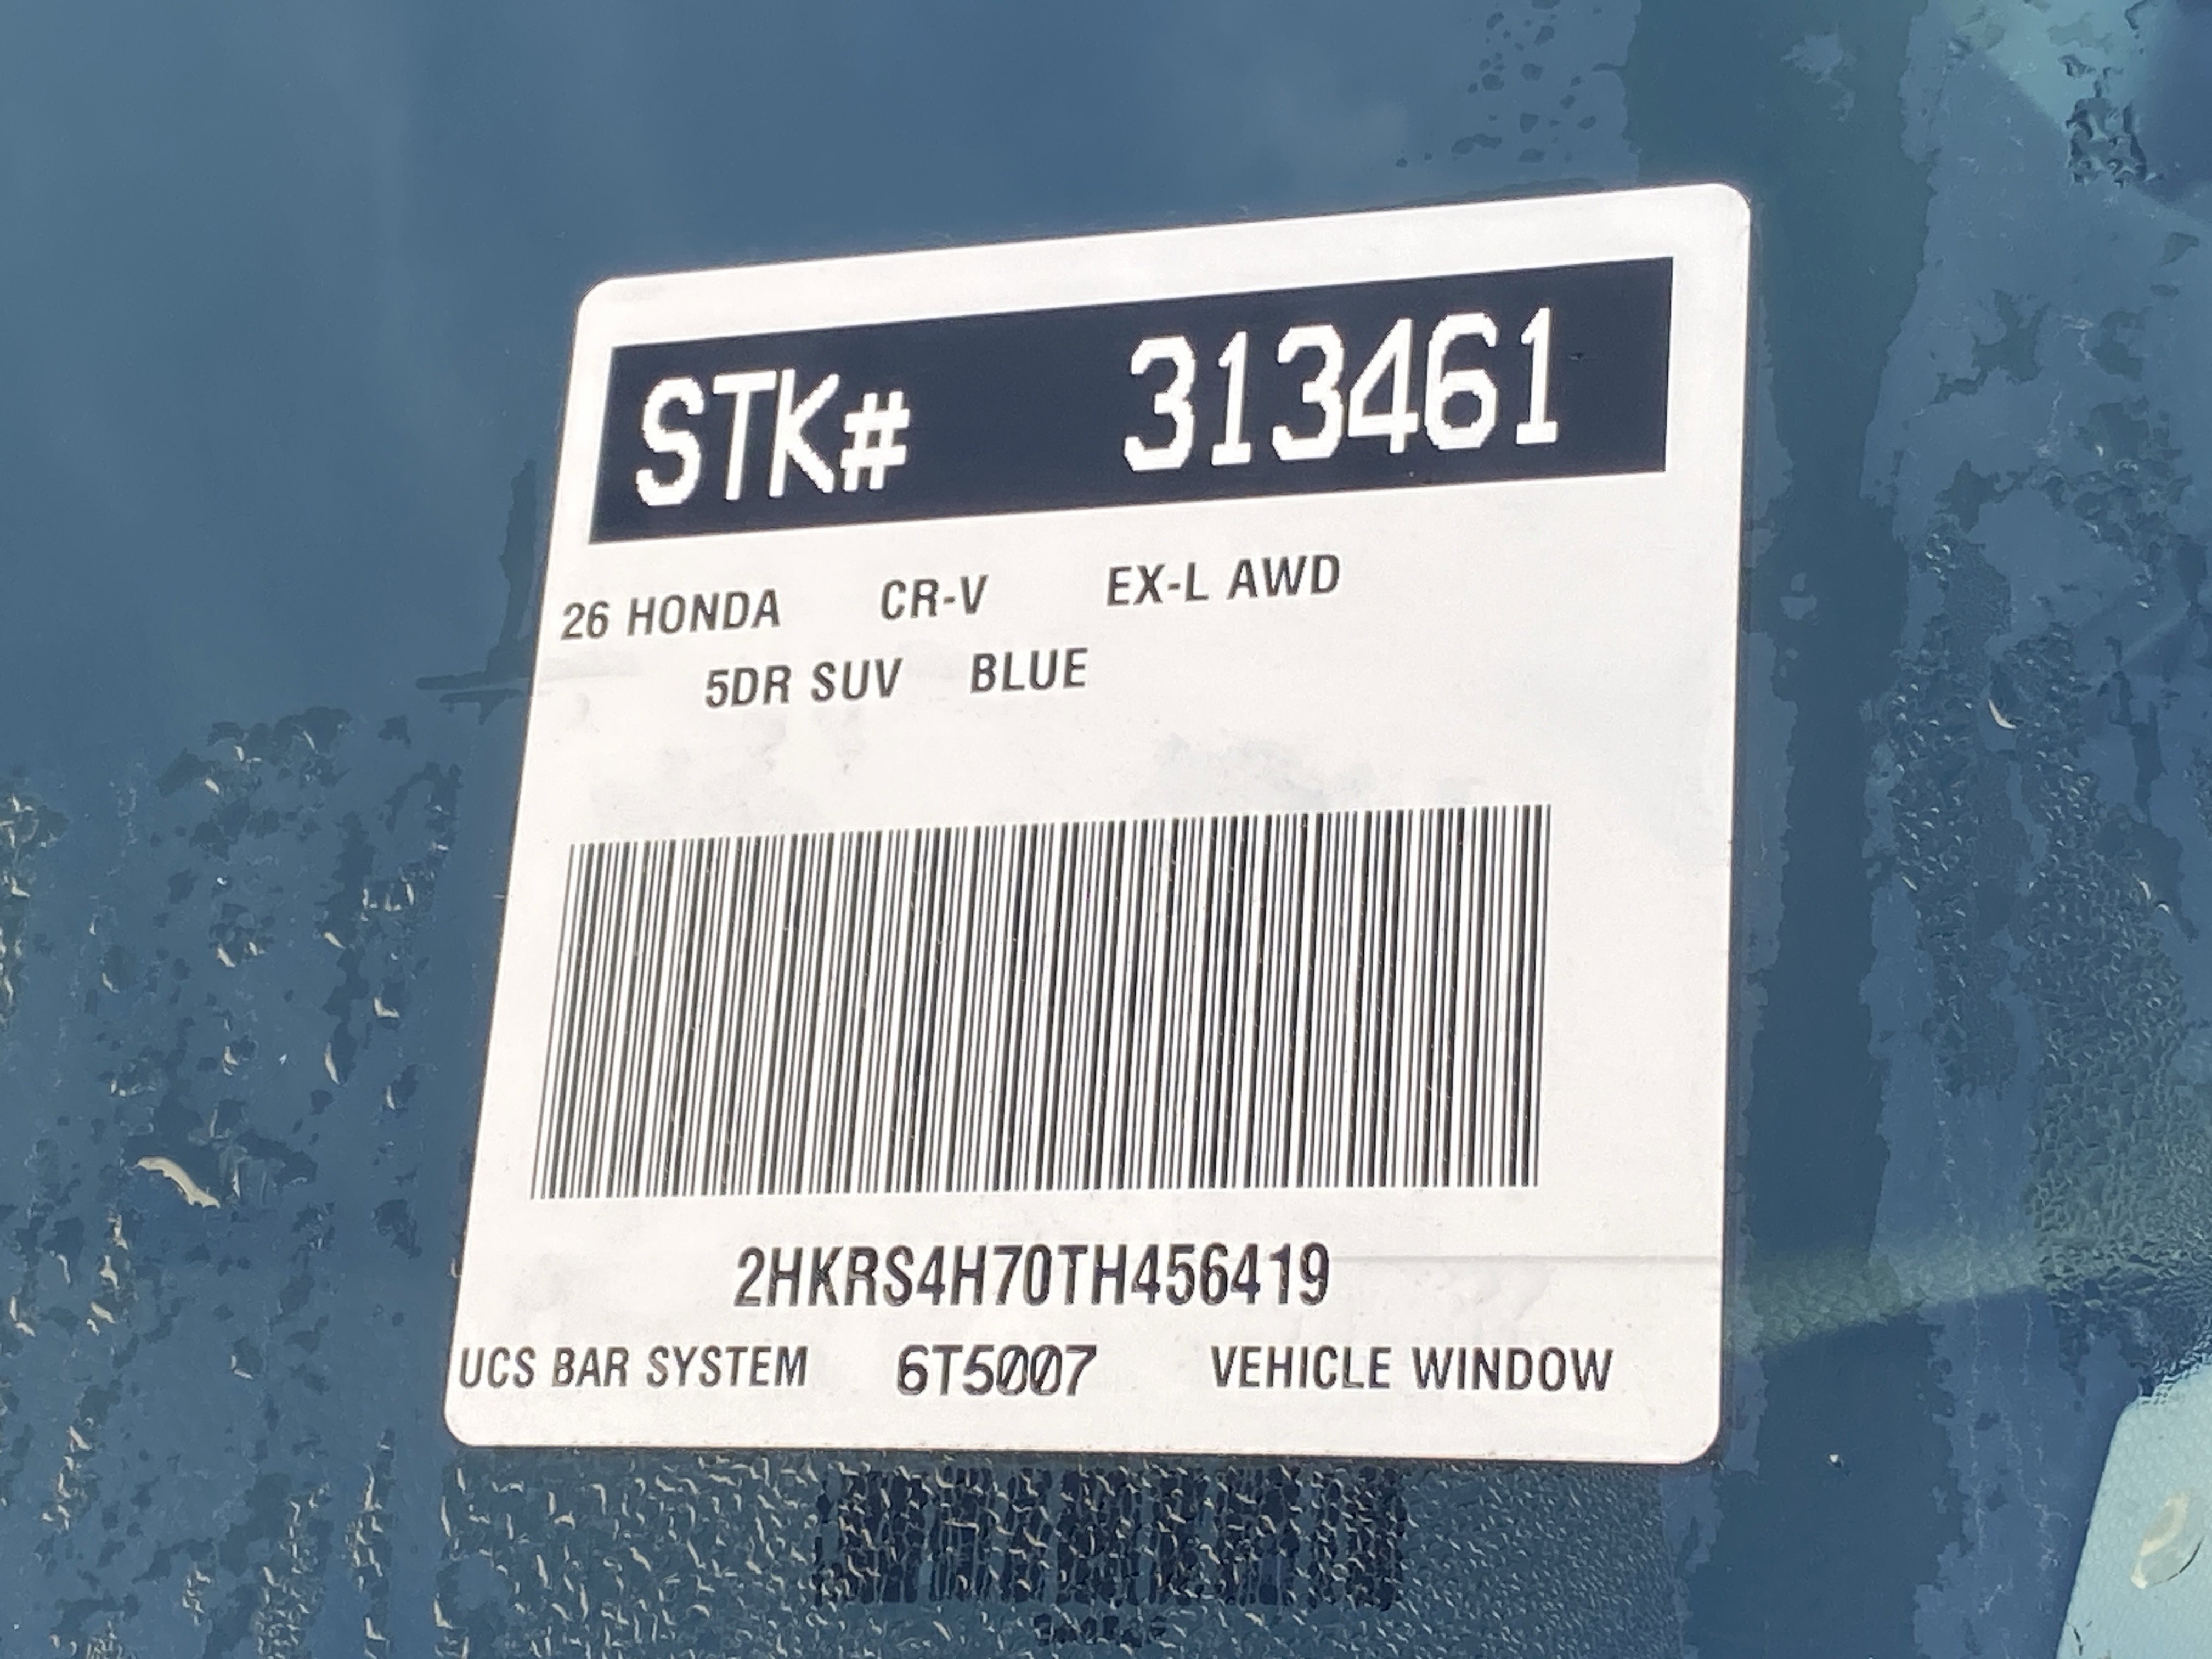 STK# 313461
26 HONDA CR-V EX-L AWD
5DR SUV BLUE
2HKRS4H70TH456419
UCS BAR SYSTEM 6T5007 VEHICLE WINDOW